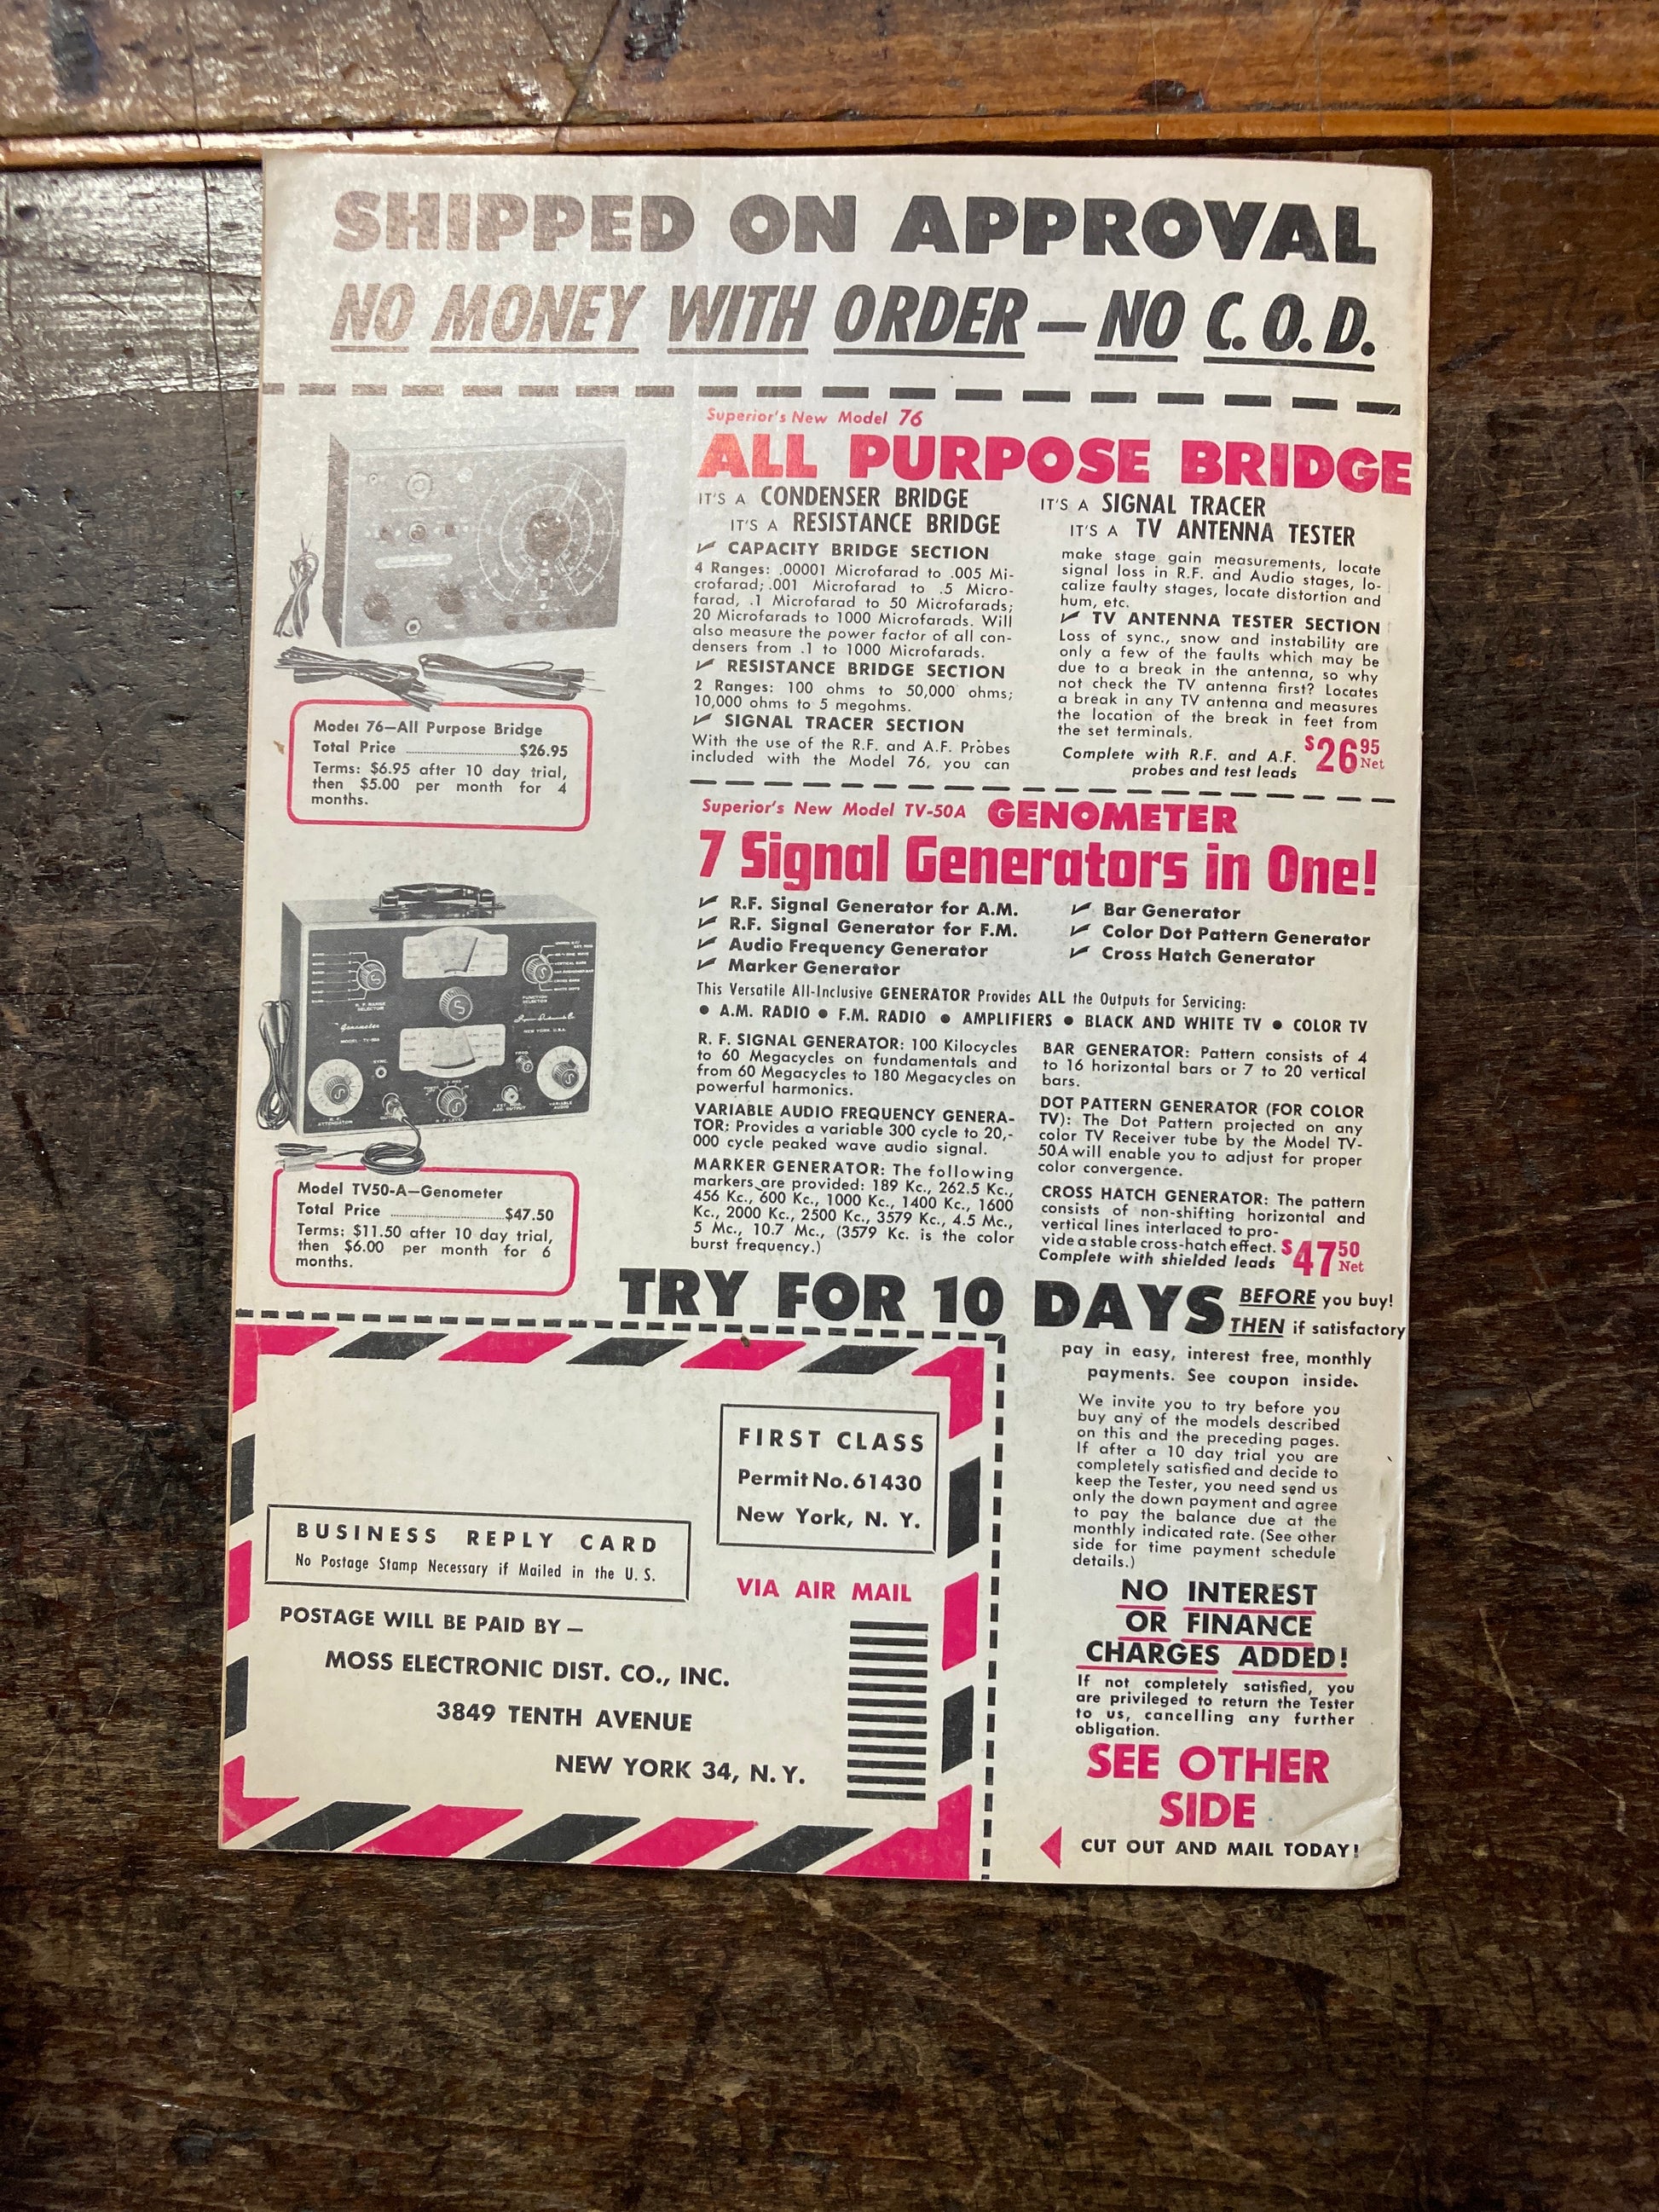 SHIPPED ON APPROVAL
NO MONEY WITH ORDER — NO C. O. D.
Superior's New Model 76
ALL PURPOSE BRIDGE
IT'S A CONDENSER BRIDGE
IT'S A RESISTANCE BRIDGE
IT'S A SIGNAL TRACER
IT'S A TV ANTENNA TESTER
CAPACITY BRIDGE SECTION
4 Ranges: .00001 Microfarad to .005 Mi-
crofarad; .001 Microfarad to .5 Micro-
farad, .1 Microfarad to 50 Microfarads;
20 Microfarads to 1000 Microfarads. Will
also measure the power factor of all con-
densers from .1 to 1000 Microfarads.
RESISTANCE BRIDGE SECTION
2 Ranges: 100 ohms to 50,000 ohms;
10,000 ohms to 5 megohms.
SIGNAL TRACER SECTION
With the use of the R.F. and A.F. Probes
included with the Model 76, you can
make stage gain measurements, locate
signal loss in R.F. and Audio stages, lo-
calize faulty stages, locate distortion and
hum, etc.
TV ANTENNA TESTER SECTION
Loss of sync., snow and instability are
only a few of the faults which may be
due to a break in the antenna, so why
not check the TV antenna first? Locates
a break in any TV antenna and measures
the location of the break in feet from
the set terminals.
Complete with R.F. and A.F.
probes and test leads
$26 95 Net
Model 76—All Purpose Bridge
Total Price ........................ $26.95
Terms: $6.95 after 10 day trial,
then $5.00 per month for 4
months.
Superior's New Model TV-50A GENOMETER
7 Signal Generators in One!
R.F. Signal Generator for A.M.
R.F. Signal Generator for F.M.
Audio Frequency Generator
Marker Generator
Bar Generator
Color Dot Pattern Generator
Cross Hatch Generator
This Versatile All-Inclusive GENERATOR Provides ALL the Outputs for Servicing:
• A.M. RADIO • F.M. RADIO • AMPLIFIERS • BLACK AND WHITE TV • COLOR TV
R. F. SIGNAL GENERATOR: 100 Kilocycles
to 60 Megacycles on fundamentals and
from 60 Megacycles to 180 Megacycles on
powerful harmonics.
VARIABLE AUDIO FREQUENCY GENERA-
TOR: Provides a variable 300 cycle to 20,-
000 cycle peaked wave audio signal.
MARKER GENERATOR: The following
markers are provided: 189 Kc., 262.5 Kc.,
456 Kc., 600 Kc., 1000 Kc., 1400 Kc., 1600
Kc., 2000 Kc., 2500 Kc., 3579 Kc., 4.5 Mc.,
5 Mc., 10.7 Mc., (3579 Kc. is the color
burst frequency.)
BAR GENERATOR: Pattern consists of 4
to 16 horizontal bars or 7 to 20 vertical
bars.
DOT PATTERN GENERATOR (FOR COLOR
TV): The Dot Pattern projected on any
color TV Receiver tube by the Model TV-
50A will enable you to adjust for proper
color convergence.
CROSS HATCH GENERATOR: The pattern
consists of non-shifting horizontal and
vertical lines interlaced to pro-
vide a stable cross-hatch effect.
Complete with shielded leads
$47 50 Net
Model TV50-A—Genometer
Total Price ........................ $47.50
Terms: $11.50 after 10 day trial,
then $6.00 per month for 6
months.
TRY FOR 10 DAYS BEFORE you buy!
THEN if satisfactory
pay in easy, interest free, monthly
payments. See coupon inside.
We invite you to try before you
buy any of the models described
on this and the preceding pages.
If after a 10 day trial you are
completely satisfied and decide to
keep the Tester, you need send us
only the down payment and agree
to pay the balance due at the
monthly indicated rate. (See other
side for time payment schedule
details.)
NO INTEREST
OR FINANCE
CHARGES ADDED!
If not completely satisfied, you
are privileged to return the Tester
to us, cancelling any further
obligation.
SEE OTHER
SIDE
CUT OUT AND MAIL TODAY!
FIRST CLASS
Permit No. 61430
New York, N. Y.
BUSINESS REPLY CARD
No Postage Stamp Necessary if Mailed in the U. S.
VIA AIR MAIL
POSTAGE WILL BE PAID BY —
MOSS ELECTRONIC DIST. CO., INC.
3849 TENTH AVENUE
NEW YORK 34, N. Y.